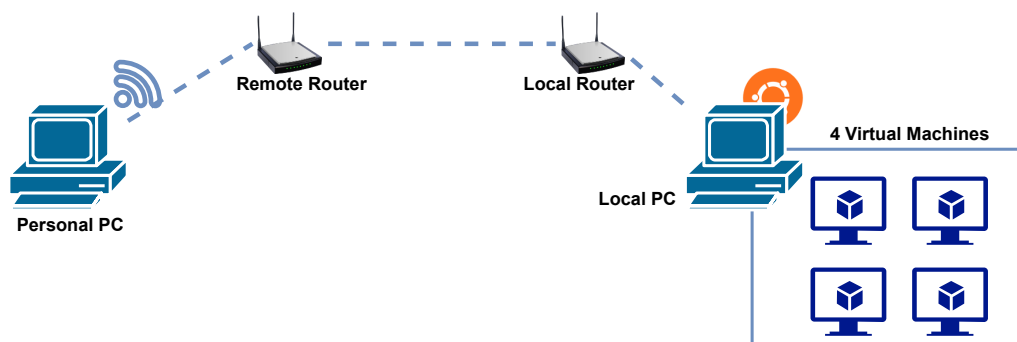 Remote Router
Local Router
4 Virtual Machines
Local PC
Personal PC